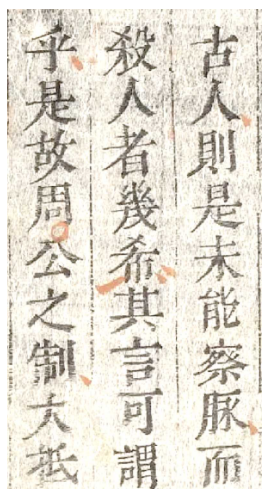 古人則是未能察脈而
殺人者幾希其言可謂
乎是故周公之制大抵